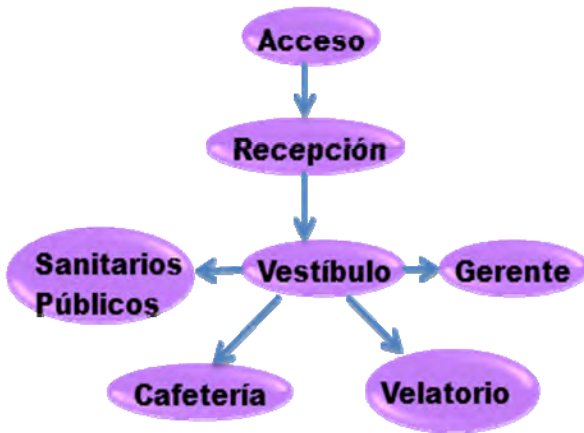 Acceso
Recepción
Sanitarios
Públicos
Vestíbulo
Gerente
Cafetería
Velatorio